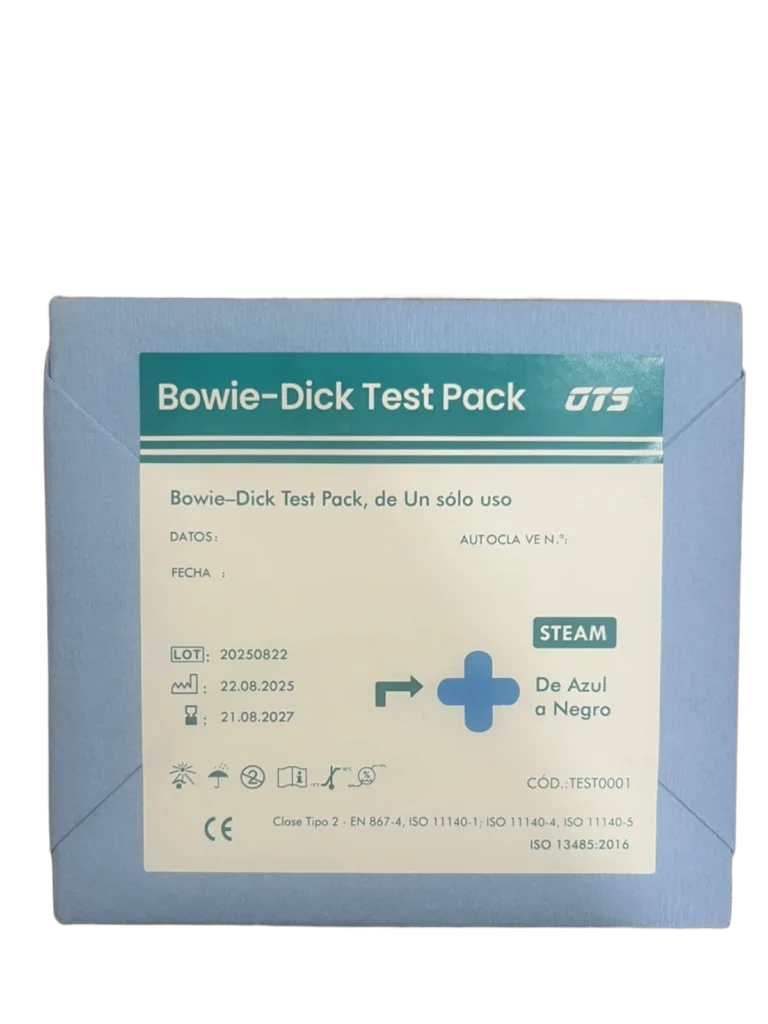 Bowie-Dick Test Pack OTS
Bowie–Dick Test Pack, de Un sólo uso
DATOS: AUTOCLA VE N.º:
FECHA :
STEAM
LOT: 20250822
: 22.08.2025
: 21.08.2027
De Azul
a Negro
CÓD.:TEST0001
CE Clase Tipo 2 - EN 867-4, ISO 11140-1; ISO 11140-4, ISO 11140-5
ISO 13485:2016